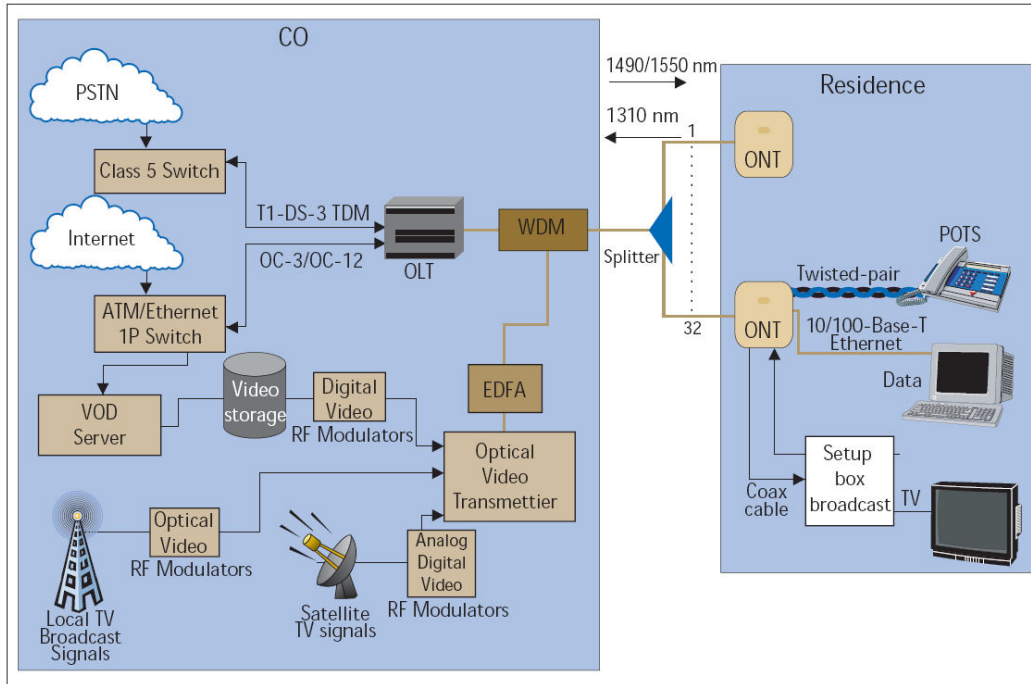 CO
PSTN
Class 5 Switch
Internet
ATM/Ethernet
1P Switch
T1-DS-3 TDM
OC-3/OC-12
OLT
WDM
EDFA
VOD
Server
Video
storage
Digital
Video
RF Modulators
Optical
Video
Transmettier
Optical
Video
RF Modulators
Analog
Digital
Video
RF Modulators
Local TV
Broadcast
Signals
Satellite
TV signals
1490/1550 nm
1310 nm
1
32
Splitter
Residence
ONT
ONT
POTS
Twisted-pair
10/100-Base-T
Ethernet
Data
Setup
box
broadcast
Coax
cable
TV